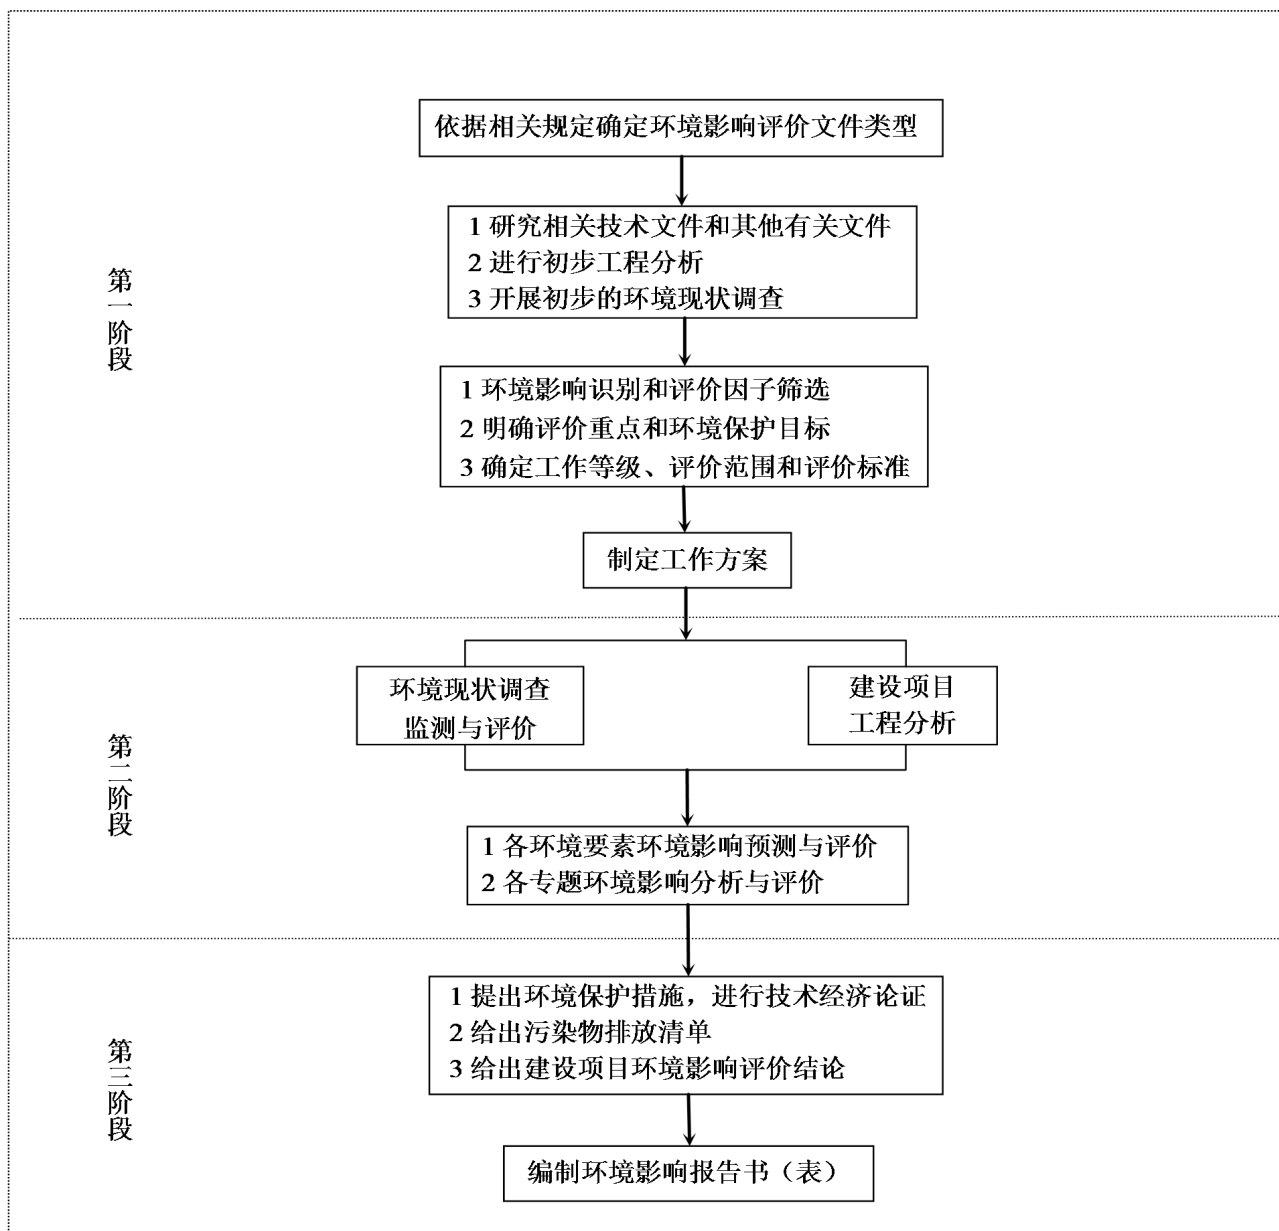 依据相关规定确定环境影响评价文件类型
1 研究相关技术文件和其他有关文件
2 进行初步工程分析
3 开展初步的环境现状调查
第一阶段
1 环境影响识别和评价因子筛选
2 明确评价重点和环境保护目标
3 确定工作等级、评价范围和评价标准
制定工作方案
环境现状调查
监测与评价
建设项目
工程分析
第二阶段
1 各环境要素环境影响预测与评价
2 各专题环境影响分析与评价
1 提出环境保护措施，进行技术经济论证
2 给出污染物排放清单
3 给出建设项目环境影响评价结论
第三阶段
编制环境影响报告书（表）